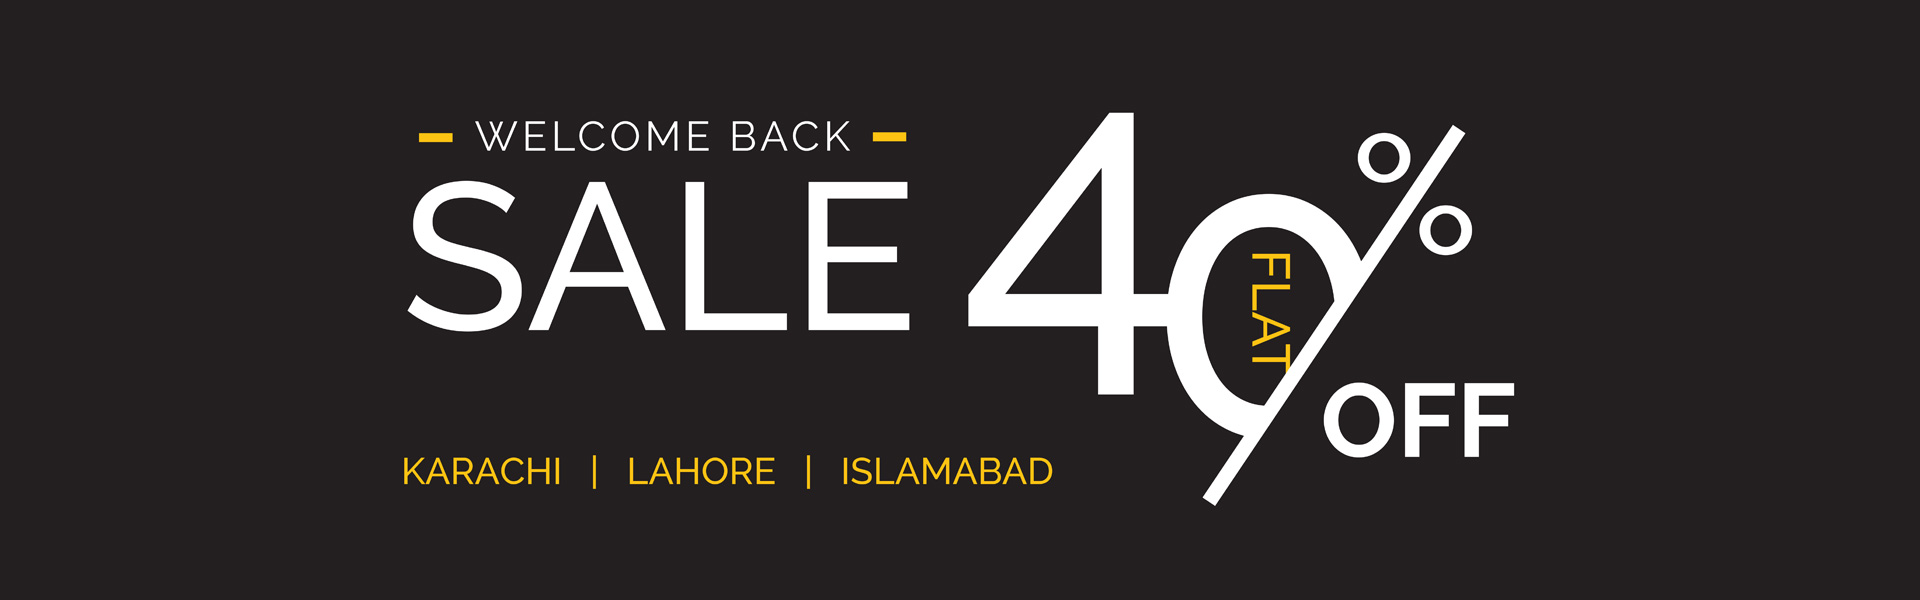 WELCOME BACK
SALE
40%
FLAT
OFF
KARACHI | LAHORE | ISLAMABAD